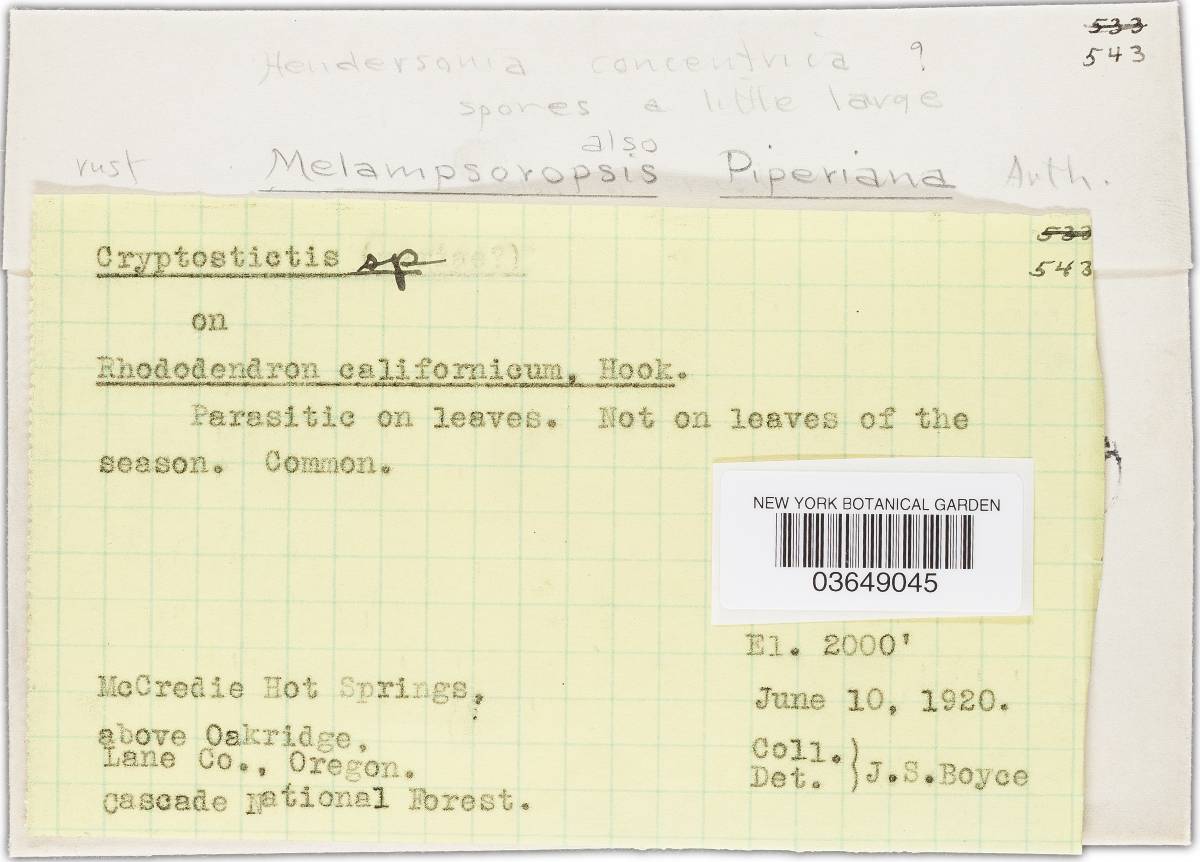 533
543
Hendersonia concentrica ?
spores a little large
also
rust Melampsoropsis Piperiana Arth.
533
543
Cryptostictis sp
on
Rhododendron californicum, Hook.
Parasitic on leaves. Not on leaves of the
season. Common.
NEW YORK BOTANICAL GARDEN
03649045
El. 2000'
McCredie Hot Springs,
June 10, 1920.
above Oakridge,
Lane Co., Oregon.
Coll.
Det. ) J.S.Boyce
Cascade National Forest.